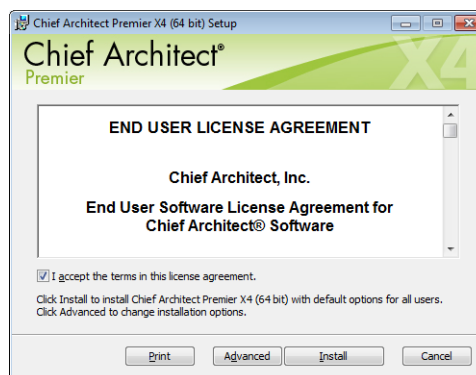 Chief Architect Premier X4 (64 bit) Setup
Chief Architect®
Premier
X4
END USER LICENSE AGREEMENT
Chief Architect, Inc.
End User Software License Agreement for
Chief Architect® Software
I accept the terms in this license agreement.
Click Install to install Chief Architect Premier X4 (64 bit) with default options for all users.
Click Advanced to change installation options.
Print Advanced Install Cancel